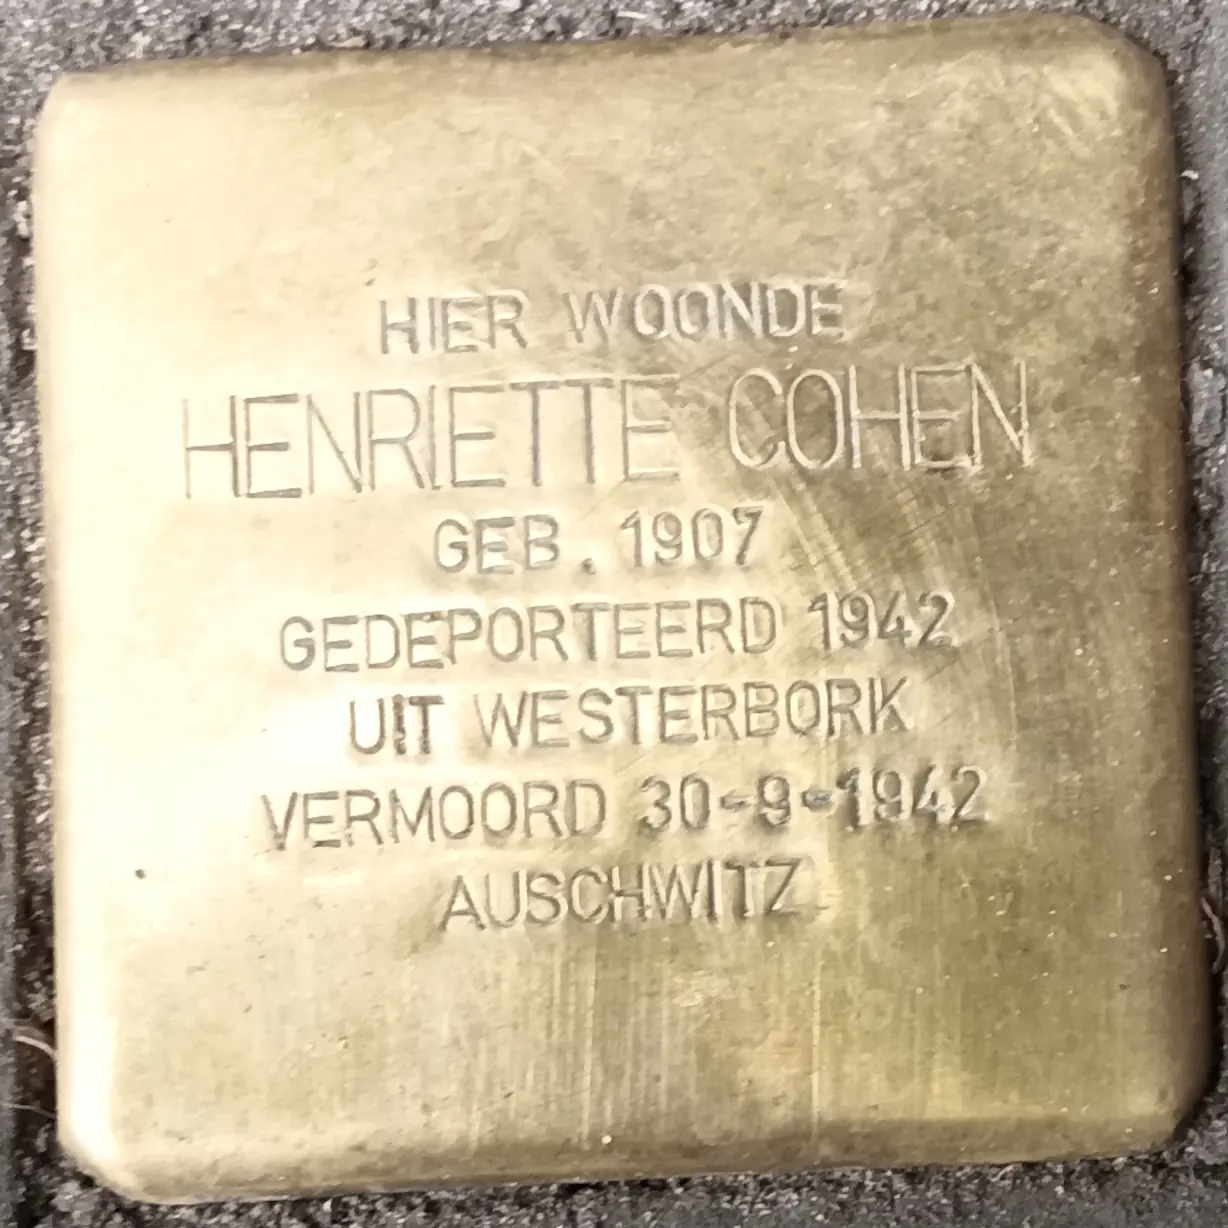 HIER WOONDE
HENRIETTE COHEN
GEB. 1907
GEDEPORTEERD 1942
UIT WESTERBORK
VERMOORD 30-9-1942
AUSCHWITZ